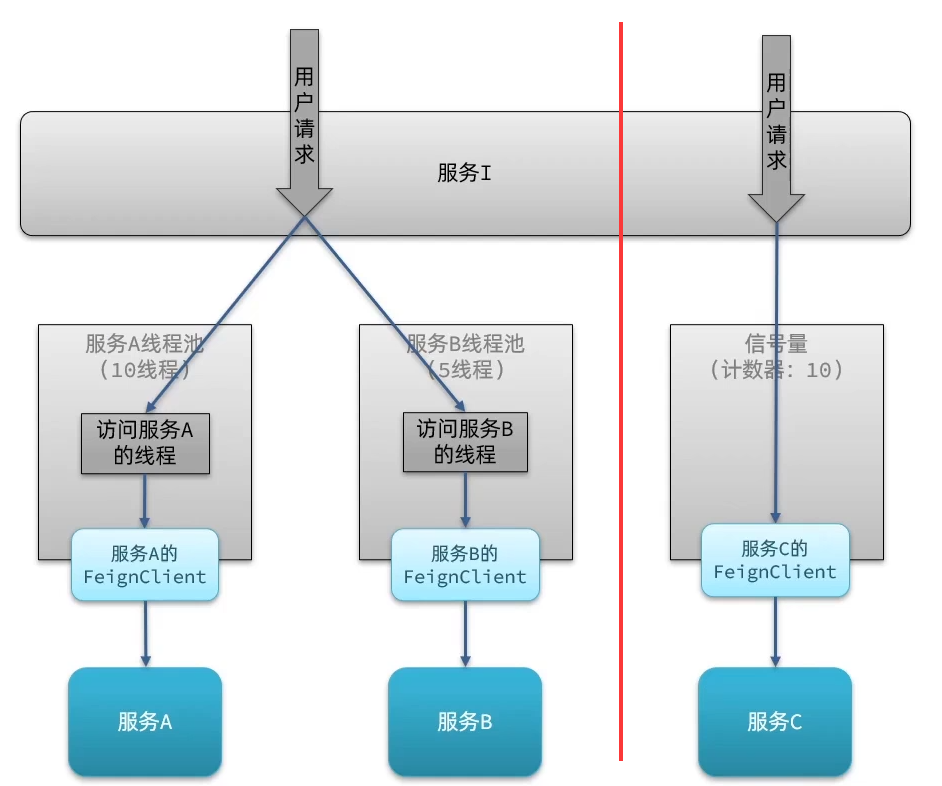 用户请求
用户请求
服务I
服务A线程池
(10线程)
服务B线程池
(5线程)
信号量
(计数器: 10)
访问服务A
的线程
访问服务B
的线程
服务A的
FeignClient
服务B的
FeignClient
服务C的
FeignClient
服务A
服务B
服务C